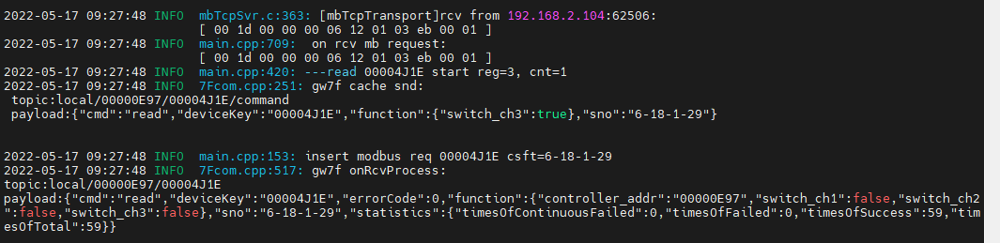 2022-05-17 09:27:48 INFO mbTcpSvr.c:363: [mbTcpTransport]rcv from 192.168.2.104:62506:
[ 00 1d 00 00 00 06 12 01 03 eb 00 01 ]
2022-05-17 09:27:48 INFO main.cpp:709: on rcv mb request:
[ 00 1d 00 00 00 06 12 01 03 eb 00 01 ]
2022-05-17 09:27:48 INFO main.cpp:420: ---read 00004J1E start reg=3, cnt=1
2022-05-17 09:27:48 INFO 7Fcom.cpp:251: gw7f cache snd:
topic:local/00000E97/00004J1E/command
payload:{"cmd":"read","deviceKey":"00004J1E","function":{"switch_ch3":true},"sno":"6-18-1-29"}
2022-05-17 09:27:48 INFO main.cpp:153: insert modbus req 00004J1E csft=6-18-1-29
2022-05-17 09:27:48 INFO 7Fcom.cpp:517: gw7f onRcvProcess:
topic:local/00000E97/00004J1E
payload:{"cmd":"read","deviceKey":"00004J1E","errorCode":0,"function":{"controller_addr":"00000E97","switch_ch1":false,"switch_ch2
":false,"switch_ch3":false},"sno":"6-18-1-29","statistics":{"timesOfContinuousFailed":0,"timesOfFailed":0,"timesOfSuccess":59,"tim
esOfTotal":59}}